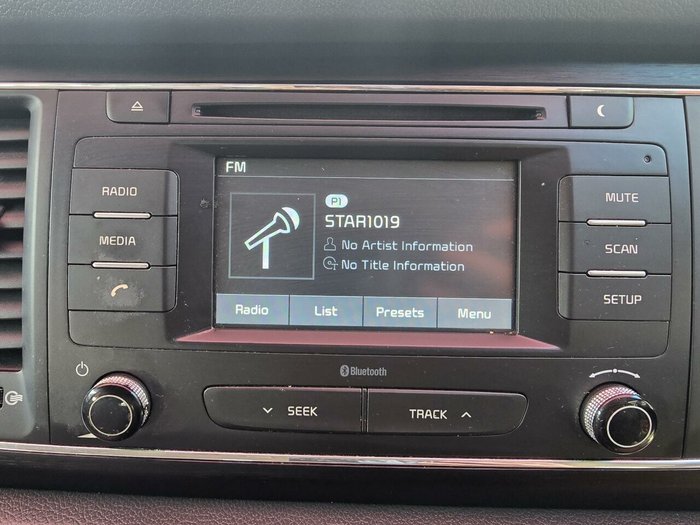 RADIO
MEDIA
FM
P1
STAR1019
No Artist Information
No Title Information
Radio
List
Presets
Menu
MUTE
SCAN
SETUP
Bluetooth
SEEK
TRACK